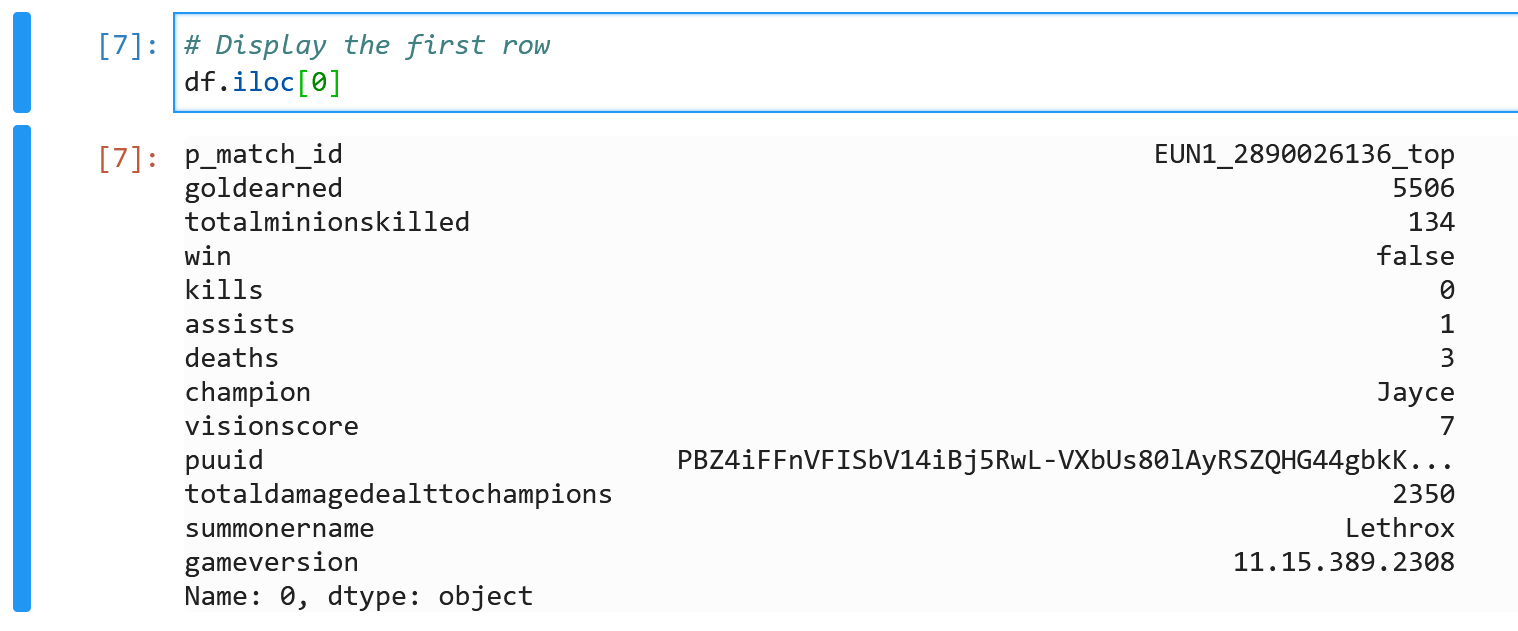 [7]: # Display the first row
df.iloc[0]
[7]: p_match_id EUN1_2890026136_top
goldearned 5506
totalminionskilled 134
win false
kills 0
assists 1
deaths 3
champion Jayce
visionscore 7
puuid PBZ4iFFnVFISbV14iBj5RwL-VXbUs80lAyRSZQHG44gbkK...
totaldamagedealttochampions 2350
summonername Lethrox
gameversion 11.15.389.2308
Name: 0, dtype: object